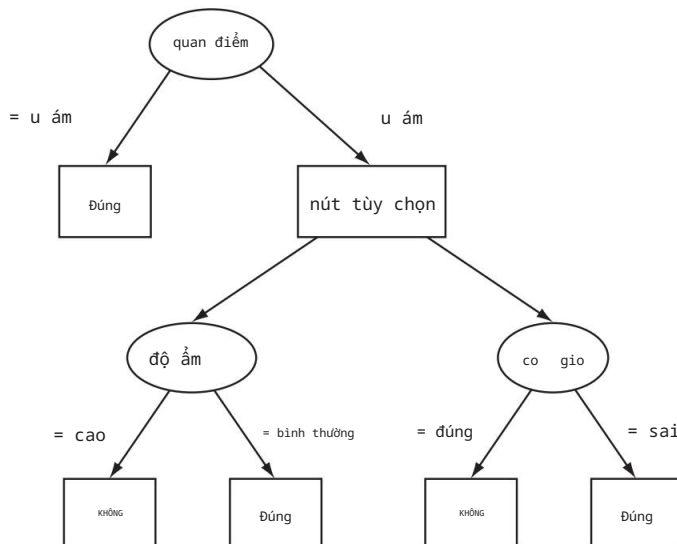 quan điểm
= u ám
u ám
Đúng
nút tùy chọn
độ ẩm
co gio
= cao
= bình thường
= đúng
= sai
KHÔNG
Đúng
KHÔNG
Đúng